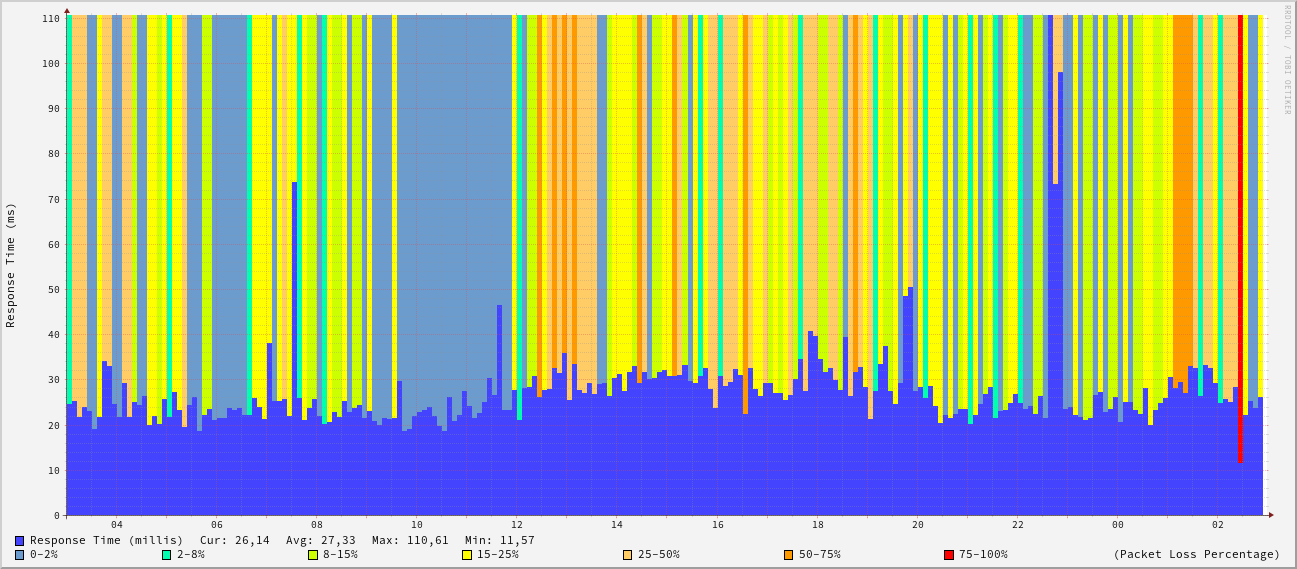 RRDTOOL / TOBI OETIKER
Response Time (ms)
110
100
90
80
70
60
50
40
30
20
10
0
04 06 08 10 12 14 16 18 20 22 00 02
Response Time (millis) Cur: 26,14 Avg: 27,33 Max: 110,61 Min: 11,57
0-2% 2-8% 8-15% 15-25% 25-50% 50-75% 75-100% (Packet Loss Percentage)